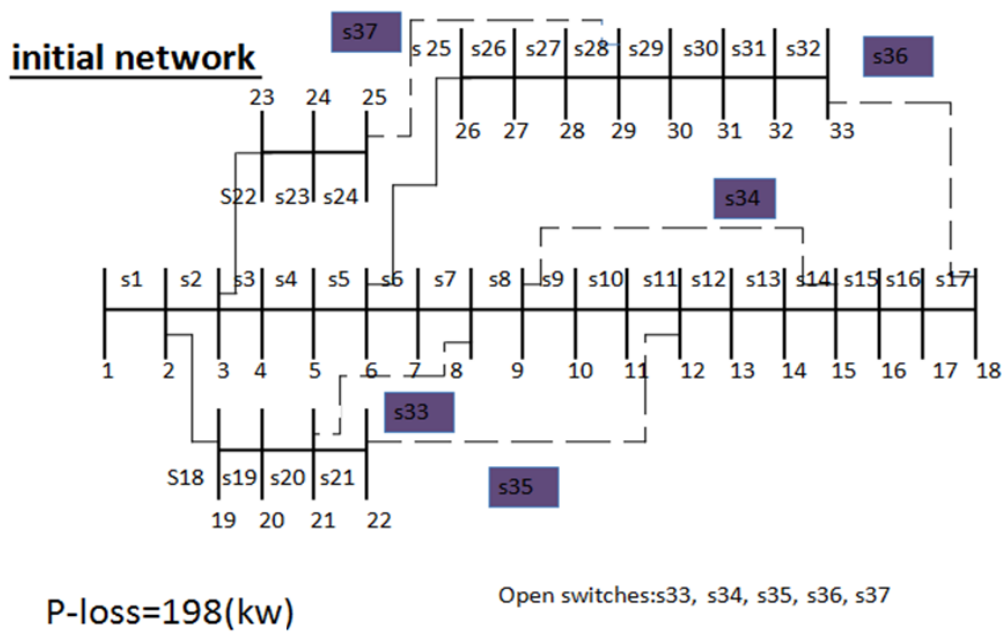 s37
s 25 s26 s27 s28 s29 s30 s31 s32
s36
initial network
23 24 25
26 27 28 29 30 31 32 33
S22 s23 s24
s34
s1 s2 s3 s4 s5 s6 s7 s8 s9 s10 s11 s12 s13 s14 s15 s16 s17
1 2 3 4 5 6 7 8 9 10 11 12 13 14 15 16 17 18
s33
S18 s19 s20 s21
s35
19 20 21 22
P-loss=198(kw)
Open switches:s33, s34, s35, s36, s37